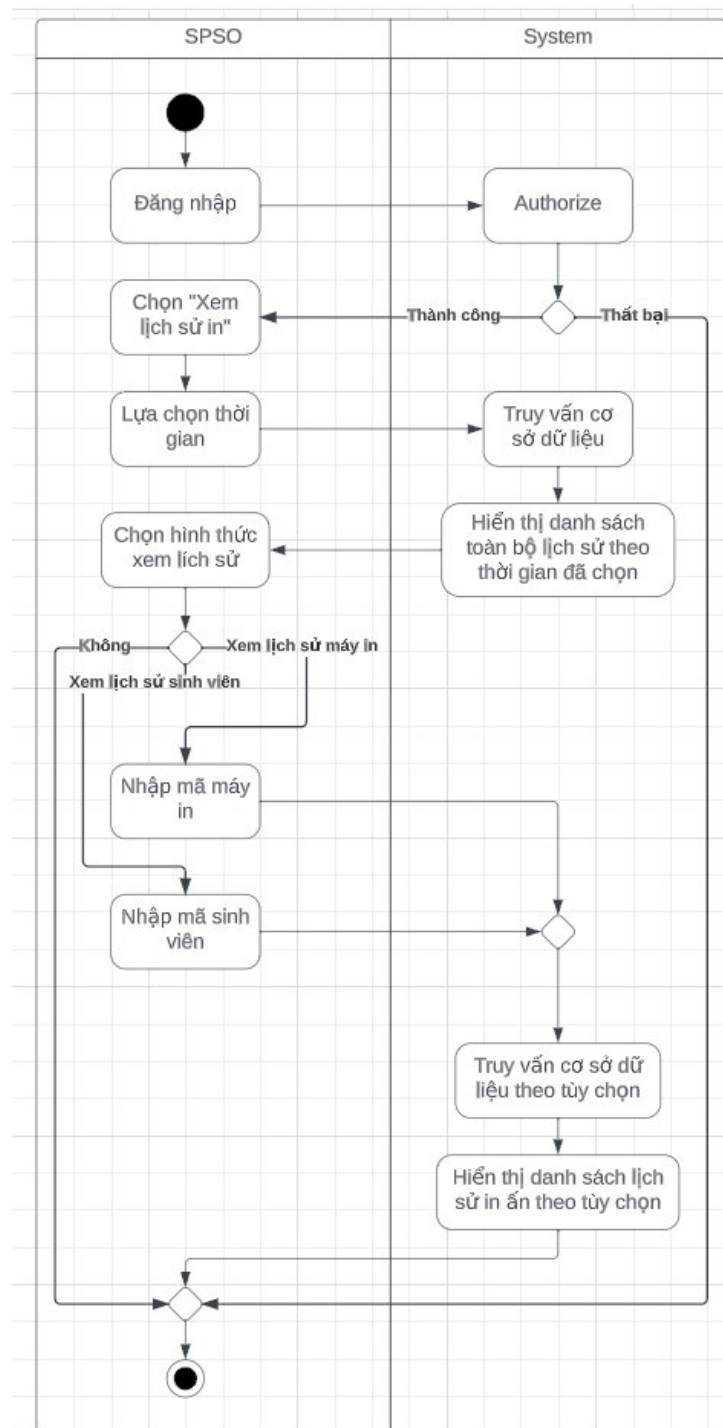 SPSO
System
Đăng nhập
Authorize
Chọn "Xem
lịch sử in"
Thành công
Thất bại
Lựa chọn thời
gian
Truy vấn cơ
sở dữ liệu
Chọn hình thức
xem lích sử
Hiển thị danh sách
toàn bộ lịch sử theo
thời gian đã chọn
Không
Xem lịch sử máy in
Xem lịch sử sinh viên
Nhập mã máy
in
Nhập mã sinh
viên
Truy vấn cơ sở dữ
liệu theo tùy chọn
Hiển thị danh sách lịch
sử in ấn theo tùy chọn